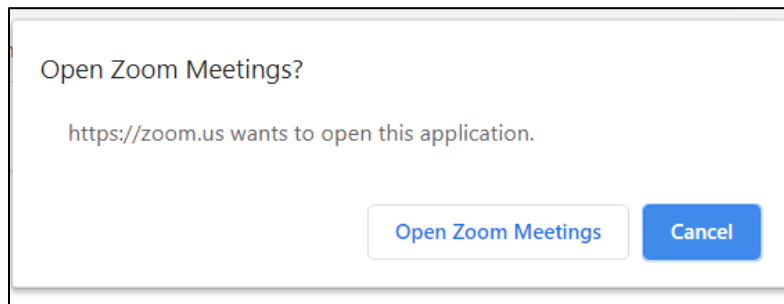 Open Zoom Meetings?
https://zoom.us wants to open this application.
Open Zoom Meetings
Cancel